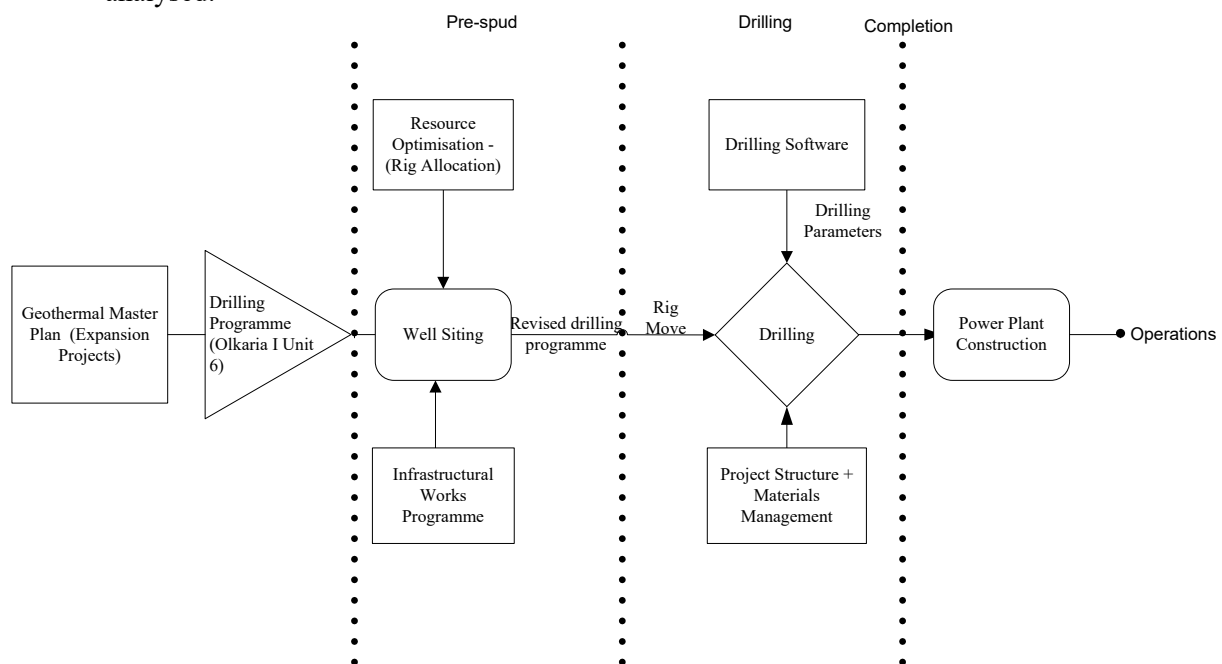 analysed.
Pre-spud
Drilling
Completion
Resource
Optimisation -
(Rig Allocation)
Drilling Software
Drilling
Parameters
Geothermal Master
Plan (Expansion
Projects)
Drilling
Programme
(Olkaria I Unit
6)
Well Siting
Revised drilling
programme
Rig
Move
Drilling
Power Plant
Construction
Operations
Infrastructural
Works
Programme
Project Structure +
Materials
Management